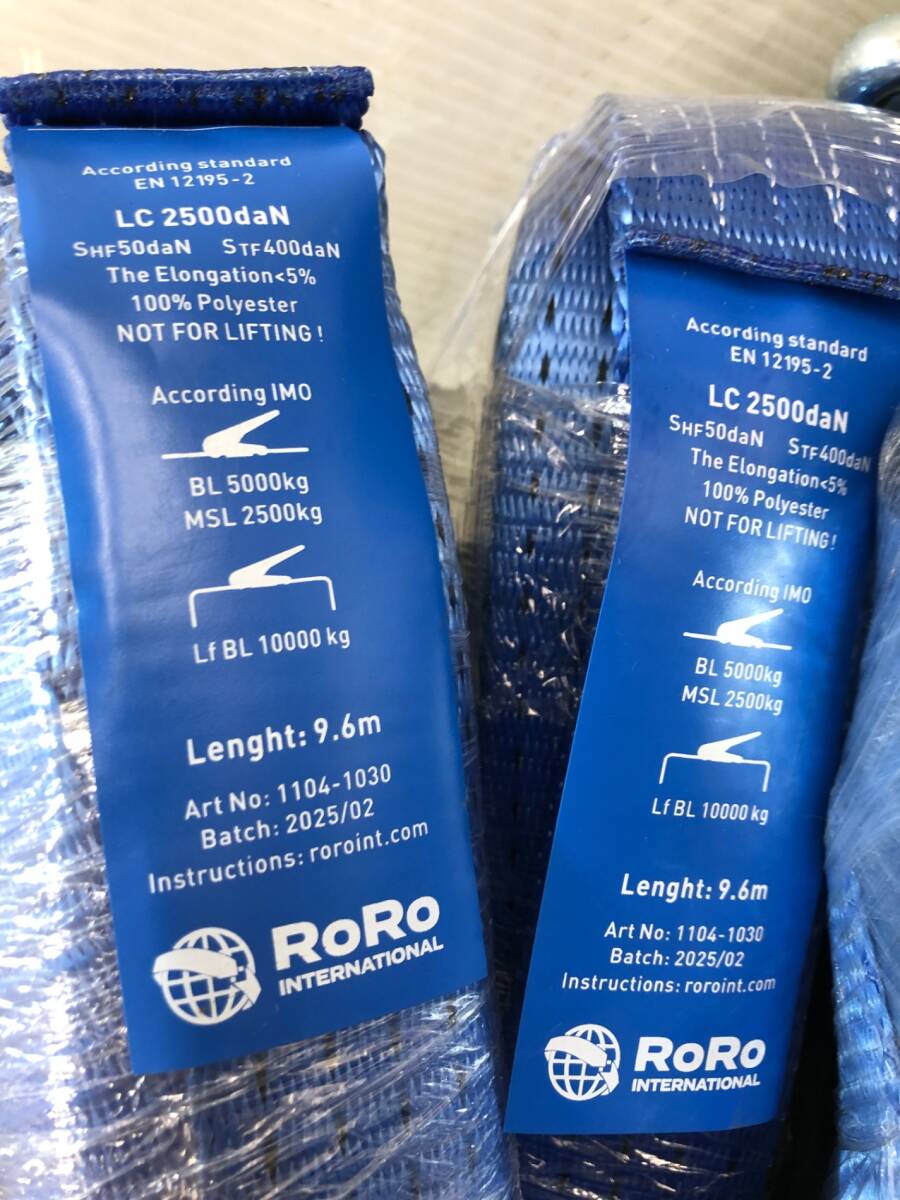 According standard
EN 12195-2
LC 2500daN
SHF50daN STF400daN
The Elongation<5%
100% Polyester
NOT FOR LIFTING!
According IMO
BL 5000kg
MSL 2500kg
Lf BL 10000 kg
Lenght: 9.6m
Art No: 1104-1030
Batch: 2025/02
Instructions: roroint.com
RoRo
INTERNATIONAL
According standard
EN 12195-2
LC 2500daN
SHF50daN STF400daN
The Elongation<5%
100% Polyester
NOT FOR LIFTING!
According IMO
BL 5000kg
MSL 2500kg
Lf BL 10000 kg
Lenght: 9.6m
Art No: 1104-1030
Batch: 2025/02
Instructions: roroint.com
RoRo
INTERNATIONAL